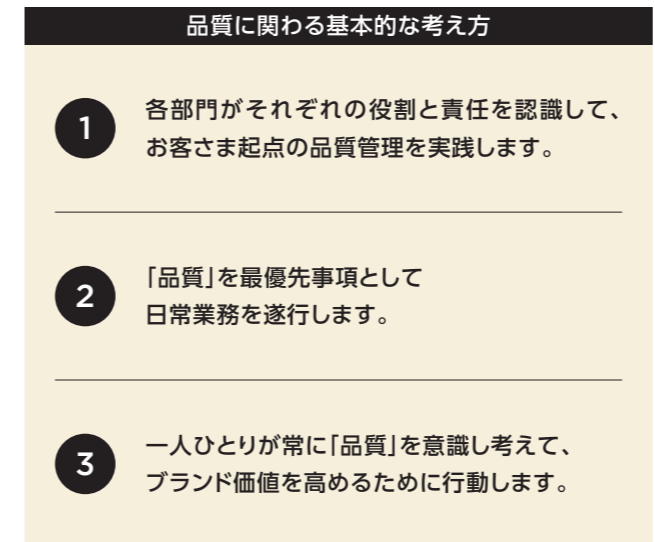 品質に関わる基本的な考え方
1
各部門がそれぞれの役割と責任を認識して、
お客さま起点の品質管理を実践します。
2
「品質」を最優先事項として
日常業務を遂行します。
3
一人ひとりが常に「品質」を意識し考えて、
ブランド価値を高めるために行動します。